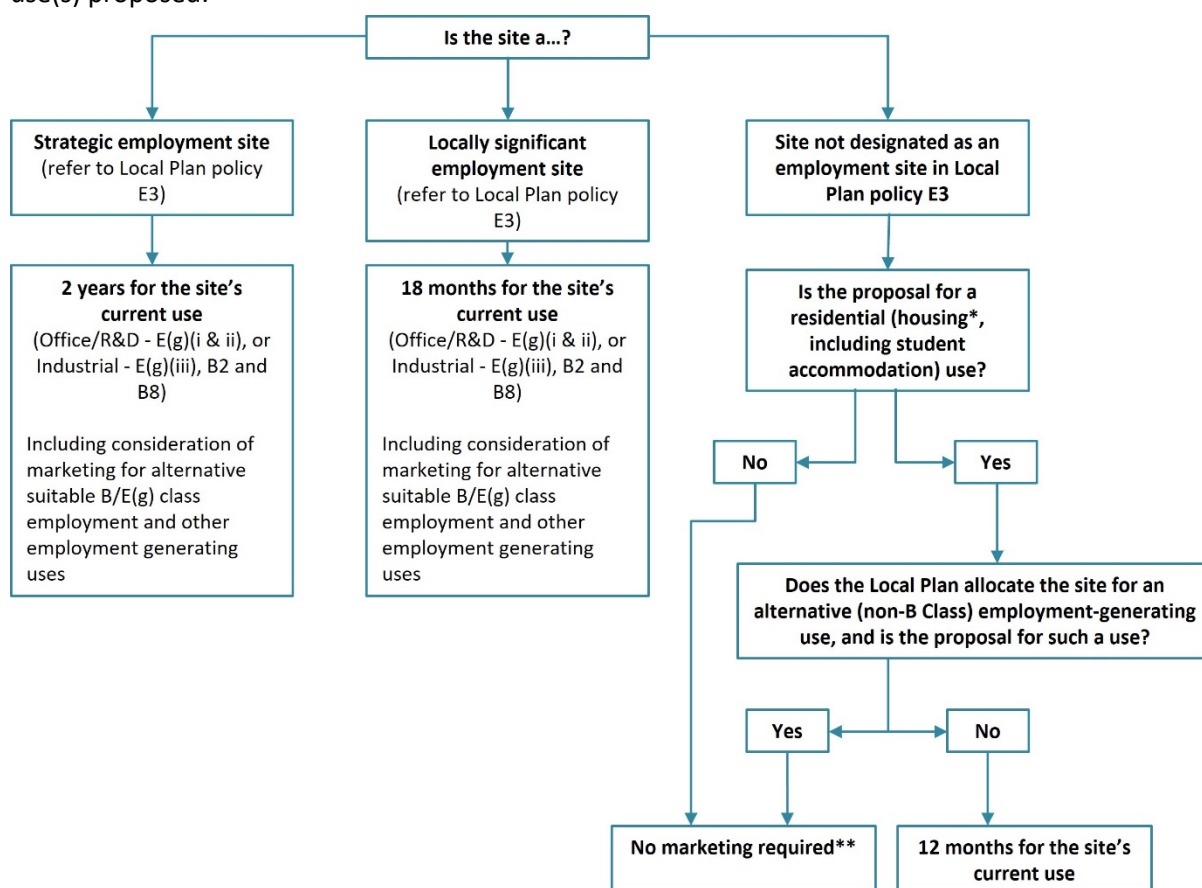 use(s) proposed.
Is the site a…?
Strategic employment site
(refer to Local Plan policy
E3)
Locally significant
employment site
(refer to Local Plan policy
E3)
Site not designated as an
employment site in Local
Plan policy E3
2 years for the site’s
current use
(Office/R&D - E(g)(i & ii), or
Industrial - E(g)(iii), B2 and
B8)
Including consideration of
marketing for alternative
suitable B/E(g) class
employment and other
employment generating
uses
18 months for the site’s
current use
(Office/R&D - E(g)(i & ii), or
Industrial - E(g)(iii), B2 and
B8)
Including consideration of
marketing for alternative
suitable B/E(g) class
employment and other
employment generating
uses
Is the proposal for a
residential (housing*,
including student
accommodation) use?
No
Yes
Does the Local Plan allocate the site for an
alternative (non-B Class) employment-generating
use, and is the proposal for such a use?
Yes
No
No marketing required**
12 months for the site’s
current use